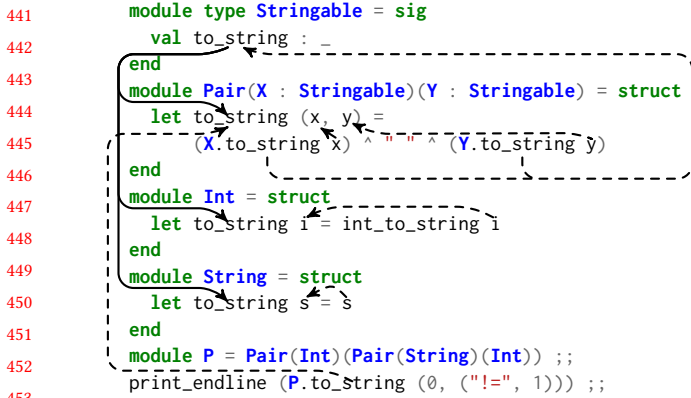 441 module type Stringable = sig
442 val to_string : _
443 end
444 module Pair(X : Stringable)(Y : Stringable) = struct
445 let to_string (x, y) =
446 (X.to_string x) ^ " " ^ (Y.to_string y)
447 end
448 module Int = struct
449 let to_string i = int_to_string i
450 end
451 module String = struct
452 let to_string s = s
453 end
module P = Pair(Int)(Pair(String)(Int)) ;;
print_endline (P.to_string (0, ("!=", 1))) ;;